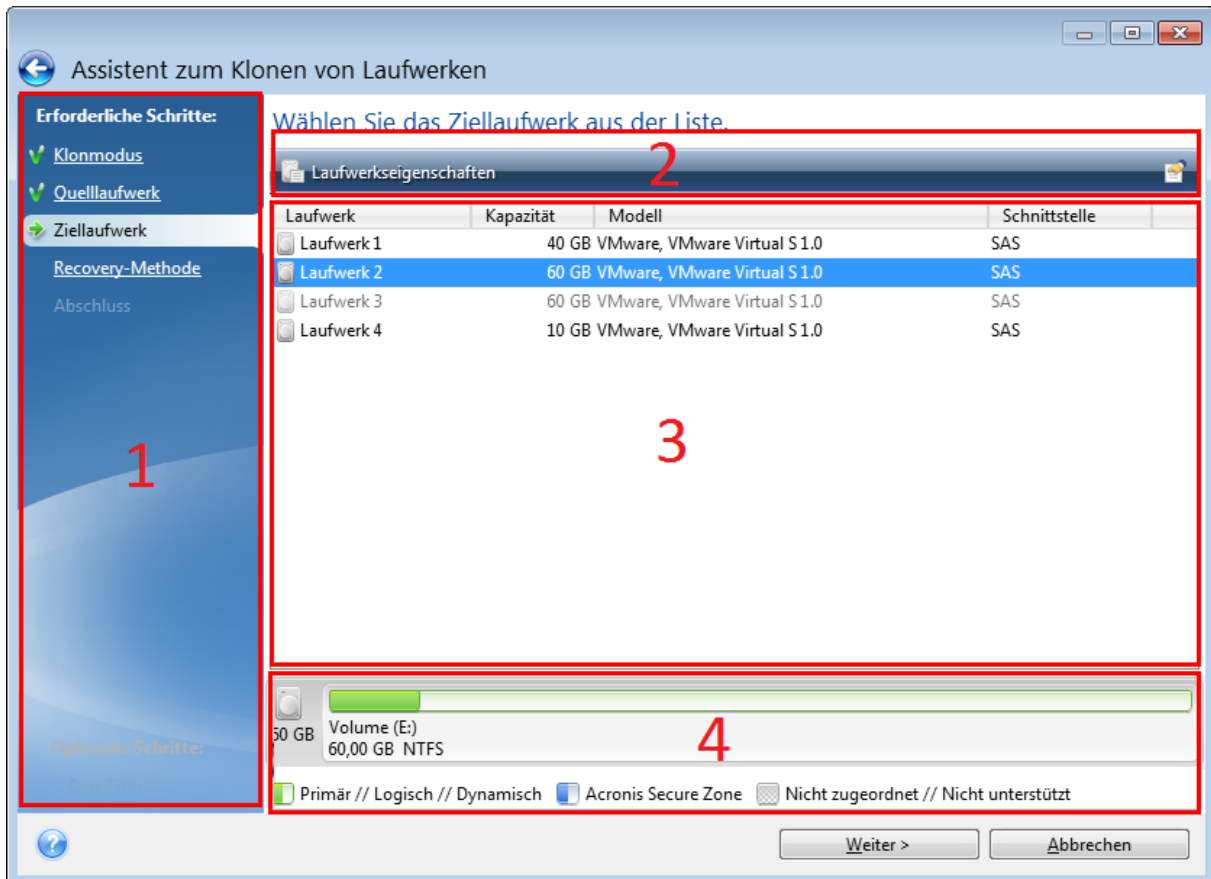 Assistent zum Klonen von Laufwerken
Erforderliche Schritte:
Klonmodus
Quelllaufwerk
Ziellaufwerk
Recovery-Methode
Abschluss
Optionale Schritte:
1
Wählen Sie das Ziellaufwerk aus der Liste.
Laufwerkseigenschaften
2
Laufwerk Kapazität Modell Schnittstelle
Laufwerk 1 40 GB VMware, VMware Virtual S 1.0 SAS
Laufwerk 2 60 GB VMware, VMware Virtual S 1.0 SAS
Laufwerk 3 60 GB VMware, VMware Virtual S 1.0 SAS
Laufwerk 4 10 GB VMware, VMware Virtual S 1.0 SAS
3
60 GB
Volume (E:)
60,00 GB NTFS
4
Primär // Logisch // Dynamisch Acronis Secure Zone Nicht zugeordnet // Nicht unterstützt
Weiter > Abbrechen